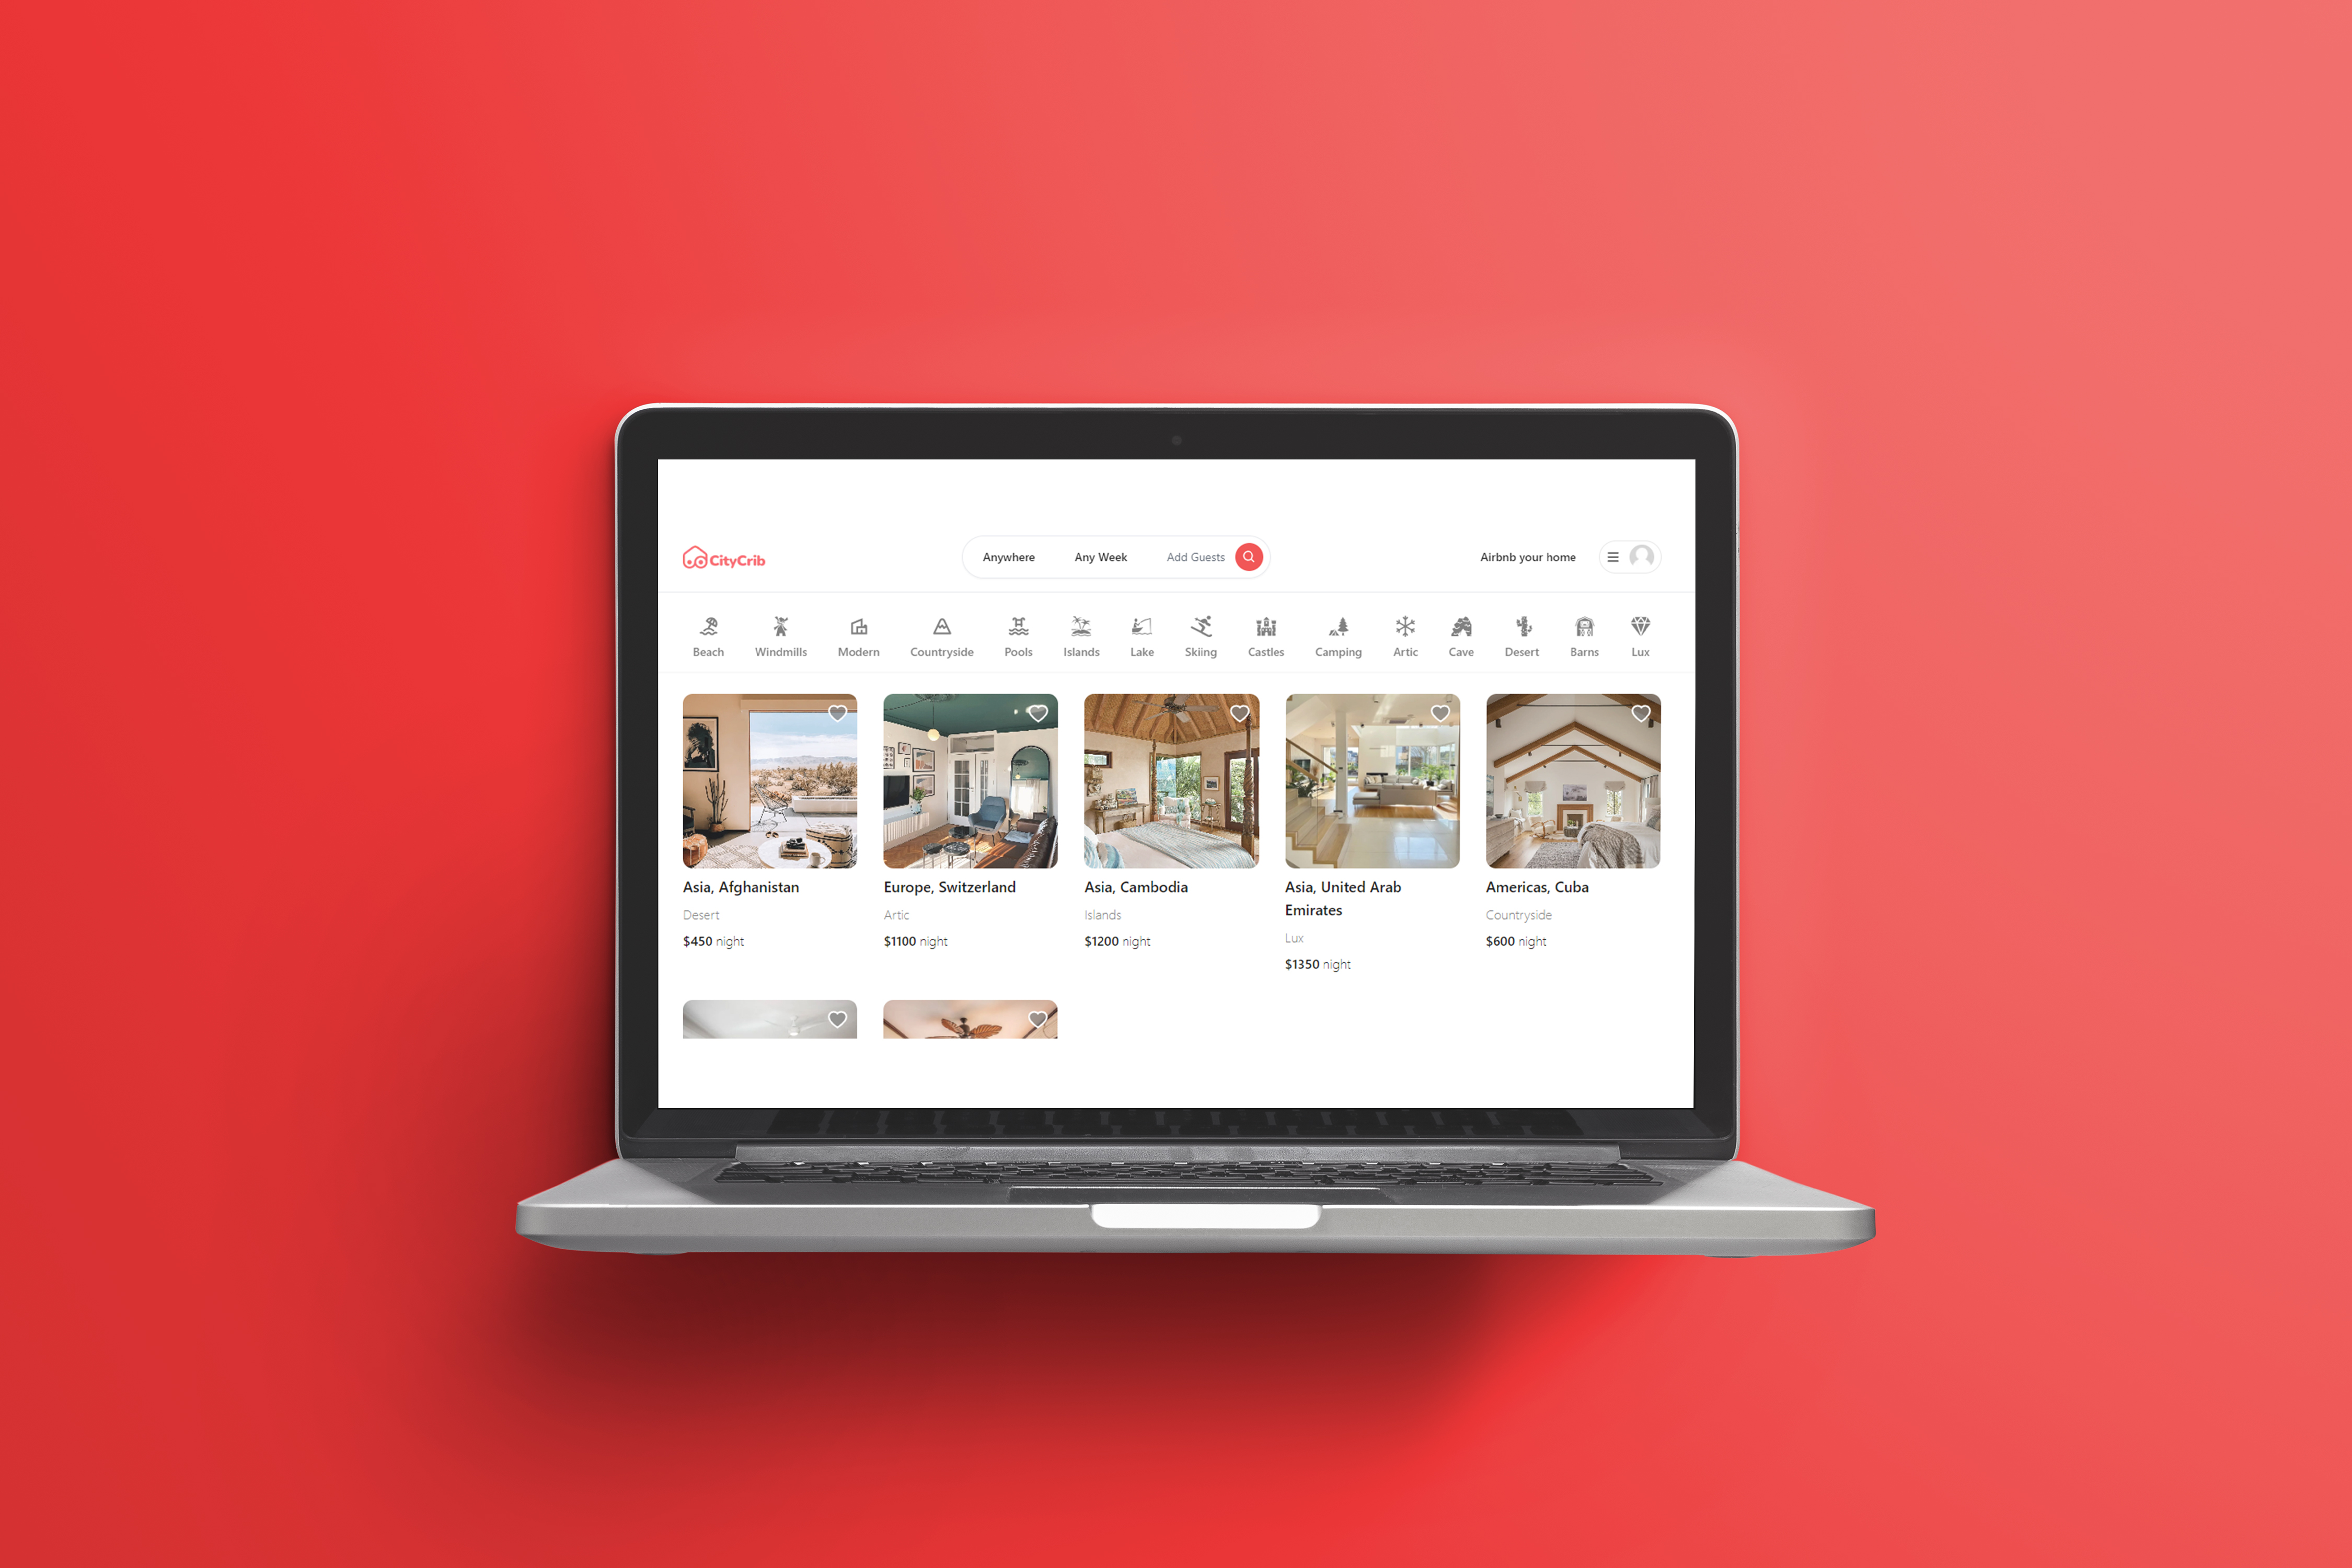 CityCrib
Anywhere Any Week Add Guests
Airbnb your home
Beach Windmills Modern Countryside Pools Islands Lake Skiing Castles Camping Artic Cave Desert Barns Lux
Asia, Afghanistan
Desert
$450 night
Europe, Switzerland
Artic
$1100 night
Asia, Cambodia
Islands
$1200 night
Asia, United Arab
Emirates
Lux
$1350 night
Americas, Cuba
Countryside
$600 night